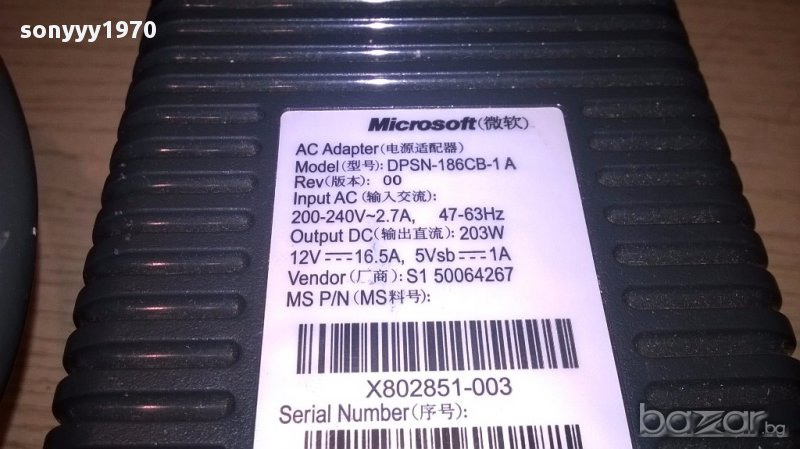 sonyyy1970
Microsoft(微软)
AC Adapter(电源适配器)
Model(型号): DPSN-186CB-1 A
Rev(版本): 00
Input AC (输入交流):
200-240V~2.7A, 47-63Hz
Output DC(输出直流): 203W
12V⎓16.5A, 5Vsb⎓1A
Vendor(厂商): S1 50064267
MS P/N (MS料号):
X802851-003
Serial Number(序号):
bazar.bg